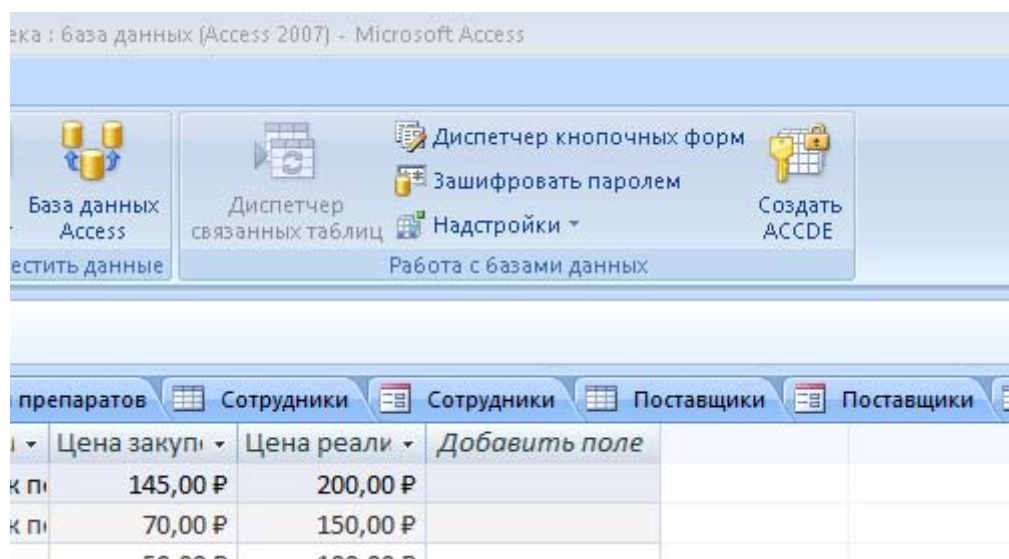 ека : база данных (Access 2007) - Microsoft Access
База данных Access
Диспетчер связанных таблиц
Диспетчер кнопочных форм
Зашифровать паролем
Надстройки
Создать ACCDE
естить данные
Работа с базами данных
препаратов Сотрудники Сотрудники Поставщики Поставщики
Цена закуп Цена реали Добавить поле
к п 145,00 ₽ 200,00 ₽
к п 70,00 ₽ 150,00 ₽